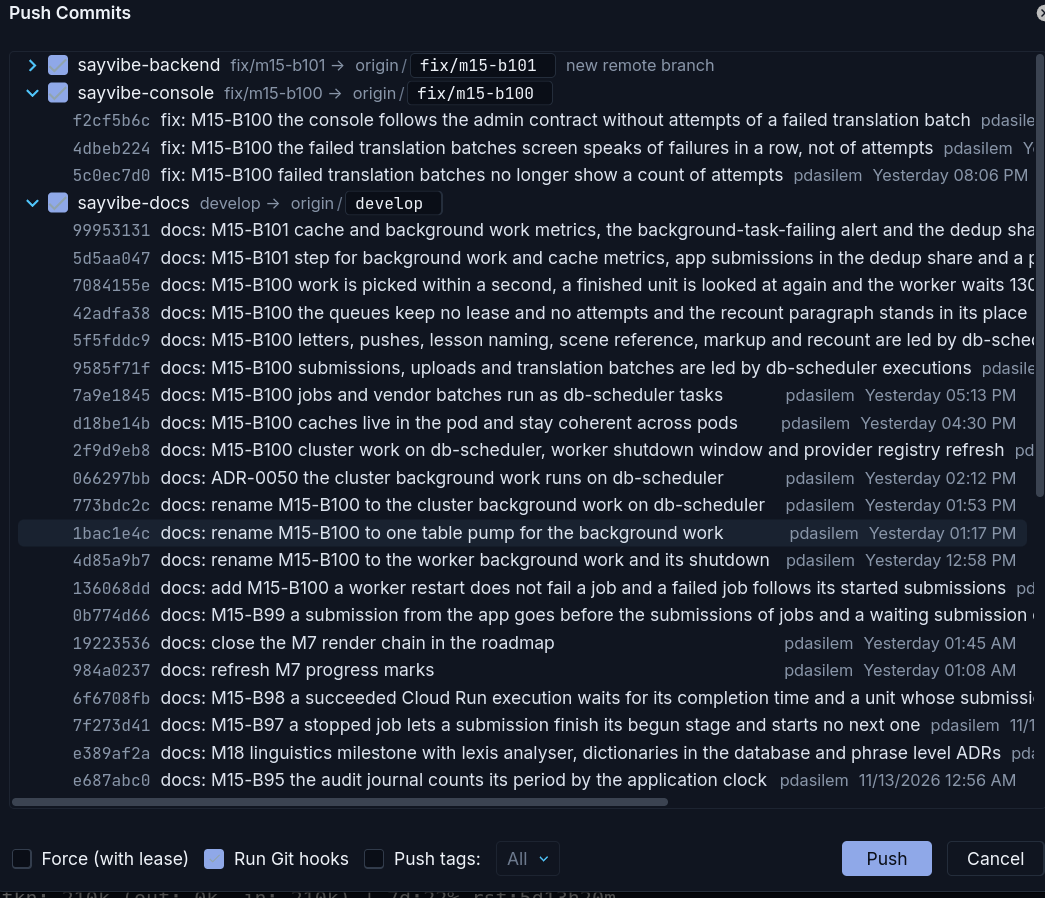 Push Commits
sayvibe-backend fix/m15-b101 → origin/ fix/m15-b101 new remote branch
sayvibe-console fix/m15-b100 → origin/ fix/m15-b100
f2cf5b6c fix: M15-B100 the console follows the admin contract without attempts of a failed translation batch pdasile
4dbeb224 fix: M15-B100 the failed translation batches screen speaks of failures in a row, not of attempts pdasilem Y
5c0ec7d0 fix: M15-B100 failed translation batches no longer show a count of attempts pdasilem Yesterday 08:06 PM
sayvibe-docs develop → origin/ develop
99953131 docs: M15-B101 cache and background work metrics, the background-task-failing alert and the dedup sha
5d5aa047 docs: M15-B101 step for background work and cache metrics, app submissions in the dedup share and a p
7084155e docs: M15-B100 work is picked within a second, a finished unit is looked at again and the worker waits 130
42adfa38 docs: M15-B100 the queues keep no lease and no attempts and the recount paragraph stands in its place
5f5fddc9 docs: M15-B100 letters, pushes, lesson naming, scene reference, markup and recount are led by db-sched
9585f71f docs: M15-B100 submissions, uploads and translation batches are led by db-scheduler executions pdasile
7a9e1845 docs: M15-B100 jobs and vendor batches run as db-scheduler tasks pdasilem Yesterday 05:13 PM
d18be14b docs: M15-B100 caches live in the pod and stay coherent across pods pdasilem Yesterday 04:30 PM
2f9d9eb8 docs: M15-B100 cluster work on db-scheduler, worker shutdown window and provider registry refresh pd
066297bb docs: ADR-0050 the cluster background work runs on db-scheduler pdasilem Yesterday 02:12 PM
773bdc2c docs: rename M15-B100 to the cluster background work on db-scheduler pdasilem Yesterday 01:53 PM
1bac1e4c docs: rename M15-B100 to one table pump for the background work pdasilem Yesterday 01:17 PM
4d85a9b7 docs: rename M15-B100 to the worker background work and its shutdown pdasilem Yesterday 12:58 PM
136068dd docs: add M15-B100 a worker restart does not fail a job and a failed job follows its started submissions pd
0b774d66 docs: M15-B99 a submission from the app goes before the submissions of jobs and a waiting submission
19223536 docs: close the M7 render chain in the roadmap pdasilem Yesterday 01:45 AM
984a0237 docs: refresh M7 progress marks pdasilem Yesterday 01:08 AM
6f6708fb docs: M15-B98 a succeeded Cloud Run execution waits for its completion time and a unit whose submissi
7f273d41 docs: M15-B97 a stopped job lets a submission finish its begun stage and starts no next one pdasilem 11/1
e389af2a docs: M18 linguistics milestone with lexis analyser, dictionaries in the database and phrase level ADRs pda
e687abc0 docs: M15-B95 the audit journal counts its period by the application clock pdasilem 11/13/2026 12:56 AM
Force (with lease) Run Git hooks Push tags: All Push Cancel